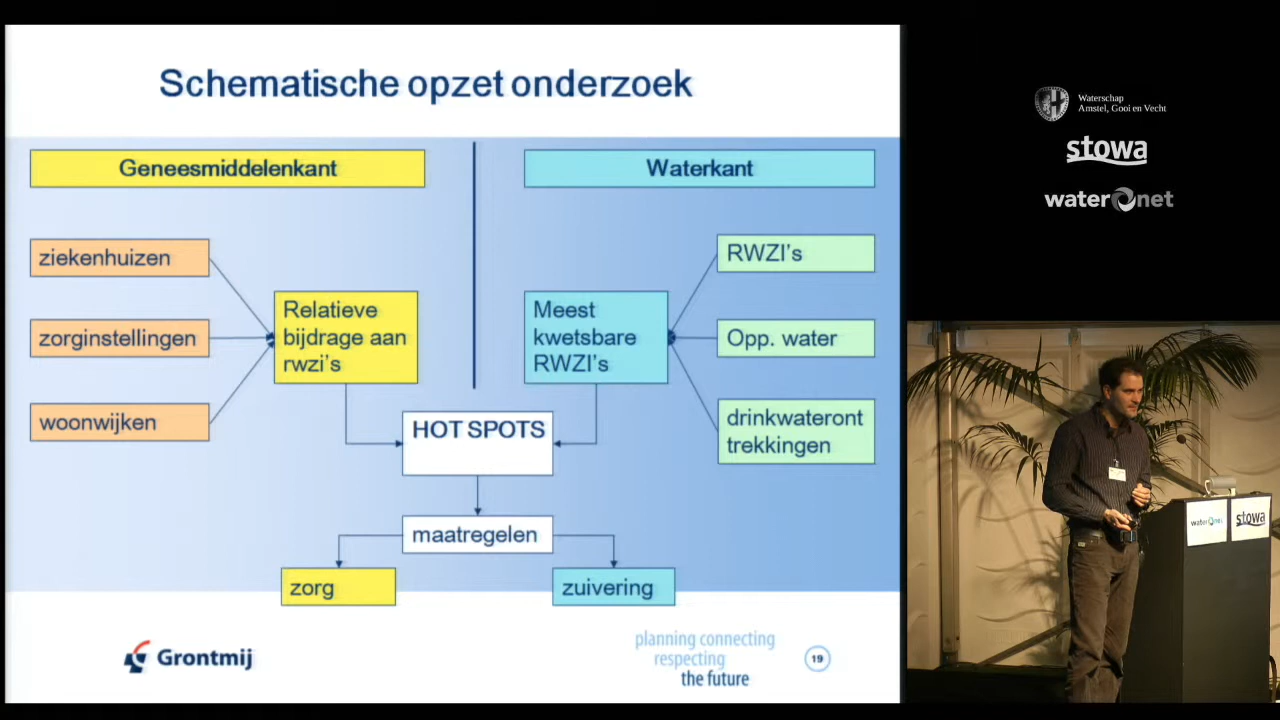 Schematische opzet onderzoek
Geneesmiddelenkant
Waterkant
ziekenhuizen
zorginstellingen
woonwijken
Relatieve
bijdrage aan
rwzi's
Meest
kwetsbare
RWZI's
RWZI's
Opp. water
drinkwateront
trekkingen
HOT SPOTS
maatregelen
zorg
zuivering
Grontmij
planning connecting
respecting
the future
19
Waterschap
Amstel, Gooi en Vecht
stowa
waternet
waternet
stowa